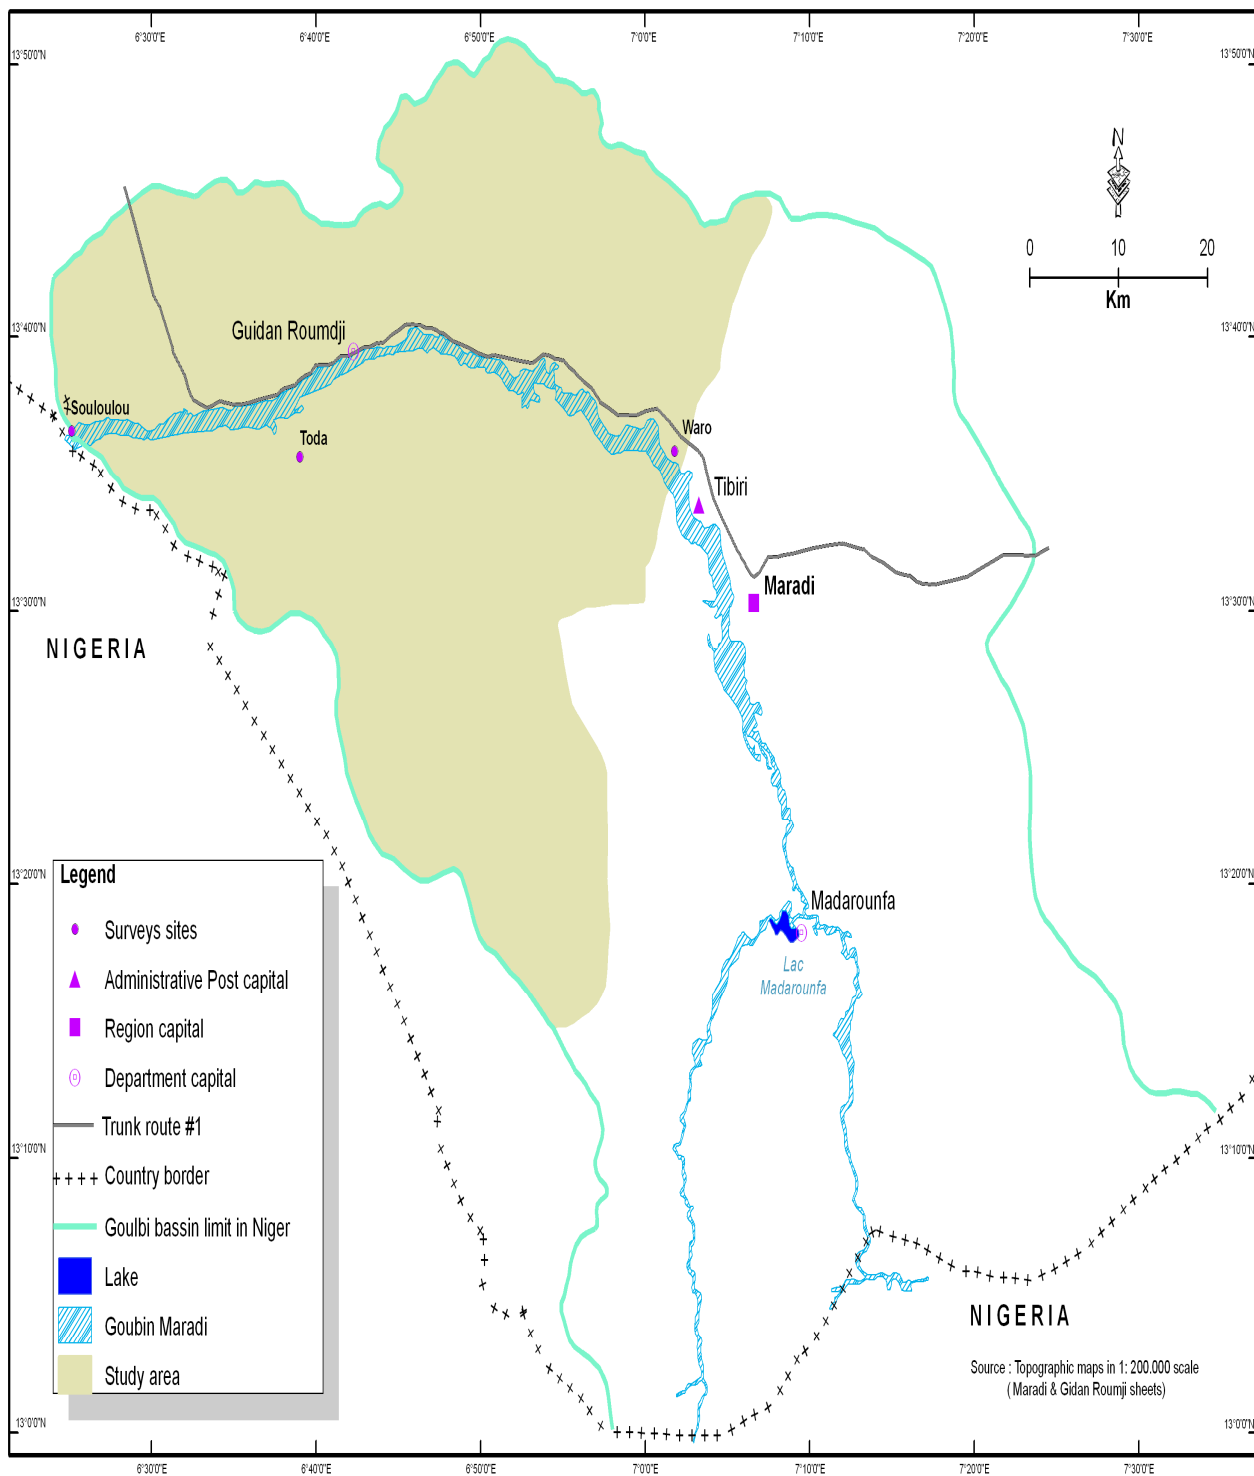 6°30'0"E 6°40'0"E 6°50'0"E 7°0'0"E 7°10'0"E 7°20'0"E 7°30'0"E
13°50'0"N 13°50'0"N
N
0 10 20
Km
13°40'0"N 13°40'0"N
Guidan Roumdji
Souloulou
Toda
Waro
Tibiri
Maradi
13°30'0"N 13°30'0"N
NIGERIA
13°20'0"N 13°20'0"N
Madarounfa
Lac
Madarounfa
Legend
Surveys sites
Administrative Post capital
Region capital
Department capital
Trunk route #1
Country border
Goulbi bassin limit in Niger
Lake
Goubin Maradi
Study area
13°10'0"N 13°10'0"N
NIGERIA
Source : Topographic maps in 1: 200.000 scale
( Maradi & Gidan Roumji sheets)
13°0'0"N 13°0'0"N
6°30'0"E 6°40'0"E 6°50'0"E 7°0'0"E 7°10'0"E 7°20'0"E 7°30'0"E